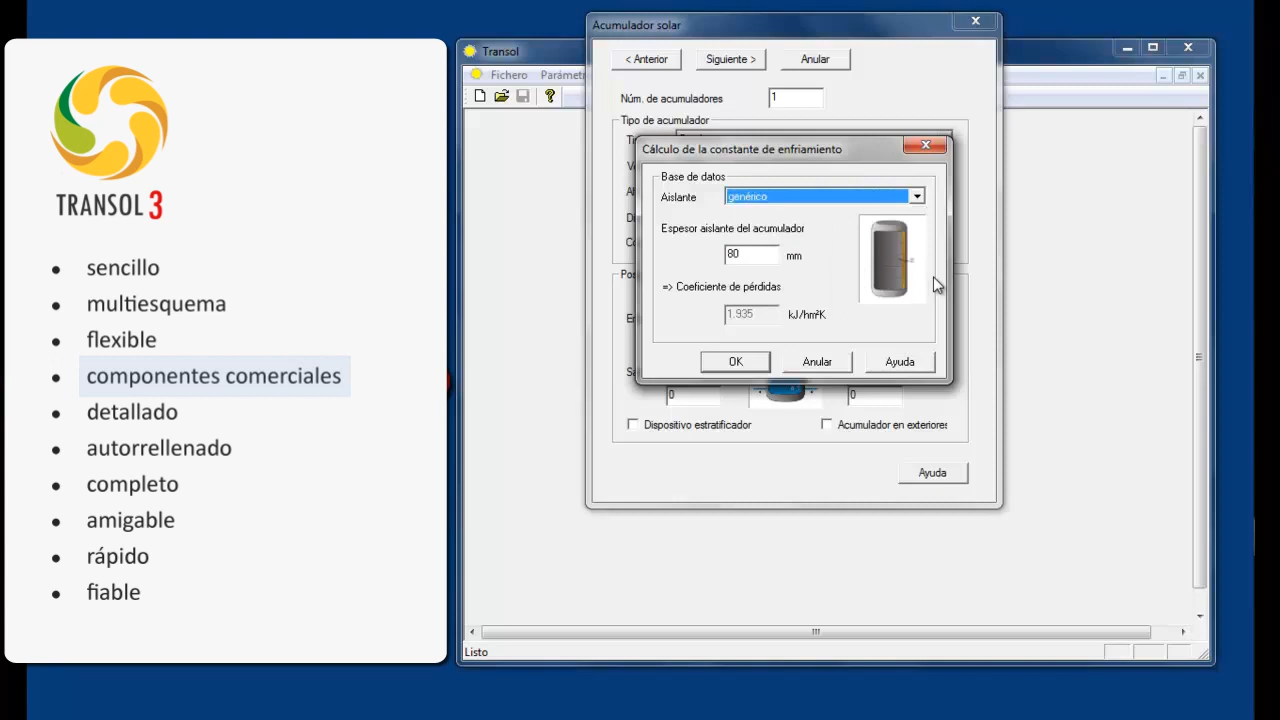 TRANSOL 3
sencillo
multiesquema
flexible
componentes comerciales
detallado
autorrellenado
completo
amigable
rápido
fiable
Transol
Fichero
Listo
Acumulador solar
< Anterior
Siguiente >
Anular
Núm. de acumuladores
1
Tipo de acumulador
0
0
Dispositivo estratificador
Acumulador en exteriores
Ayuda
Cálculo de la constante de enfriamiento
Base de datos
Aislante
genérico
Espesor aislante del acumulador
80
mm
=> Coeficiente de pérdidas
1.935
kJ/hm²K
OK
Anular
Ayuda